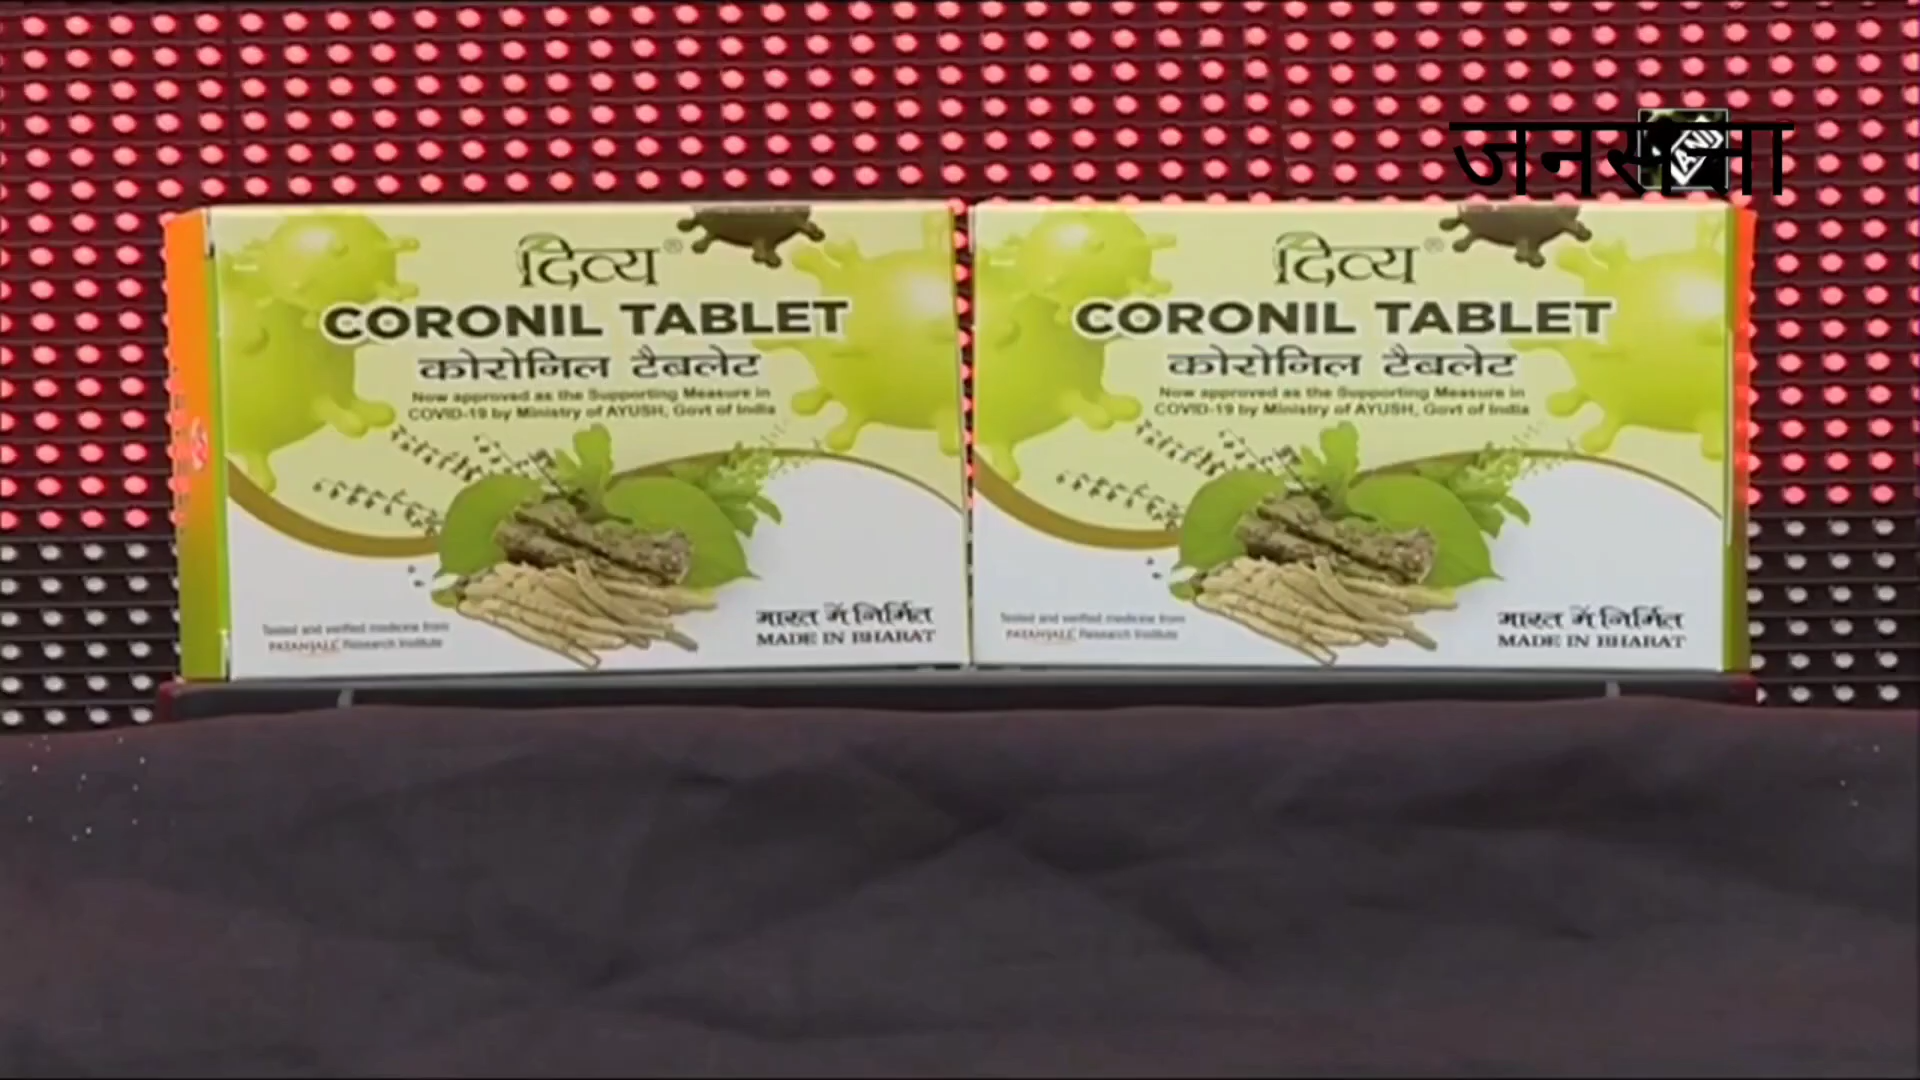 जनसत्ता
ANI
दिव्य®
CORONIL TABLET
कोरोनिल टैबलेट
Now approved as the Supporting Measure in
COVID-19 by Ministry of AYUSH, Govt of India
Tested and verified medicine from
PATANJALI Research Institute
भारत में निर्मित
MADE IN BHARAT
दिव्य®
CORONIL TABLET
कोरोनिल टैबलेट
Now approved as the Supporting Measure in
COVID-19 by Ministry of AYUSH, Govt of India
Tested and verified medicine from
PATANJALI Research Institute
भारत में निर्मित
MADE IN BHARAT